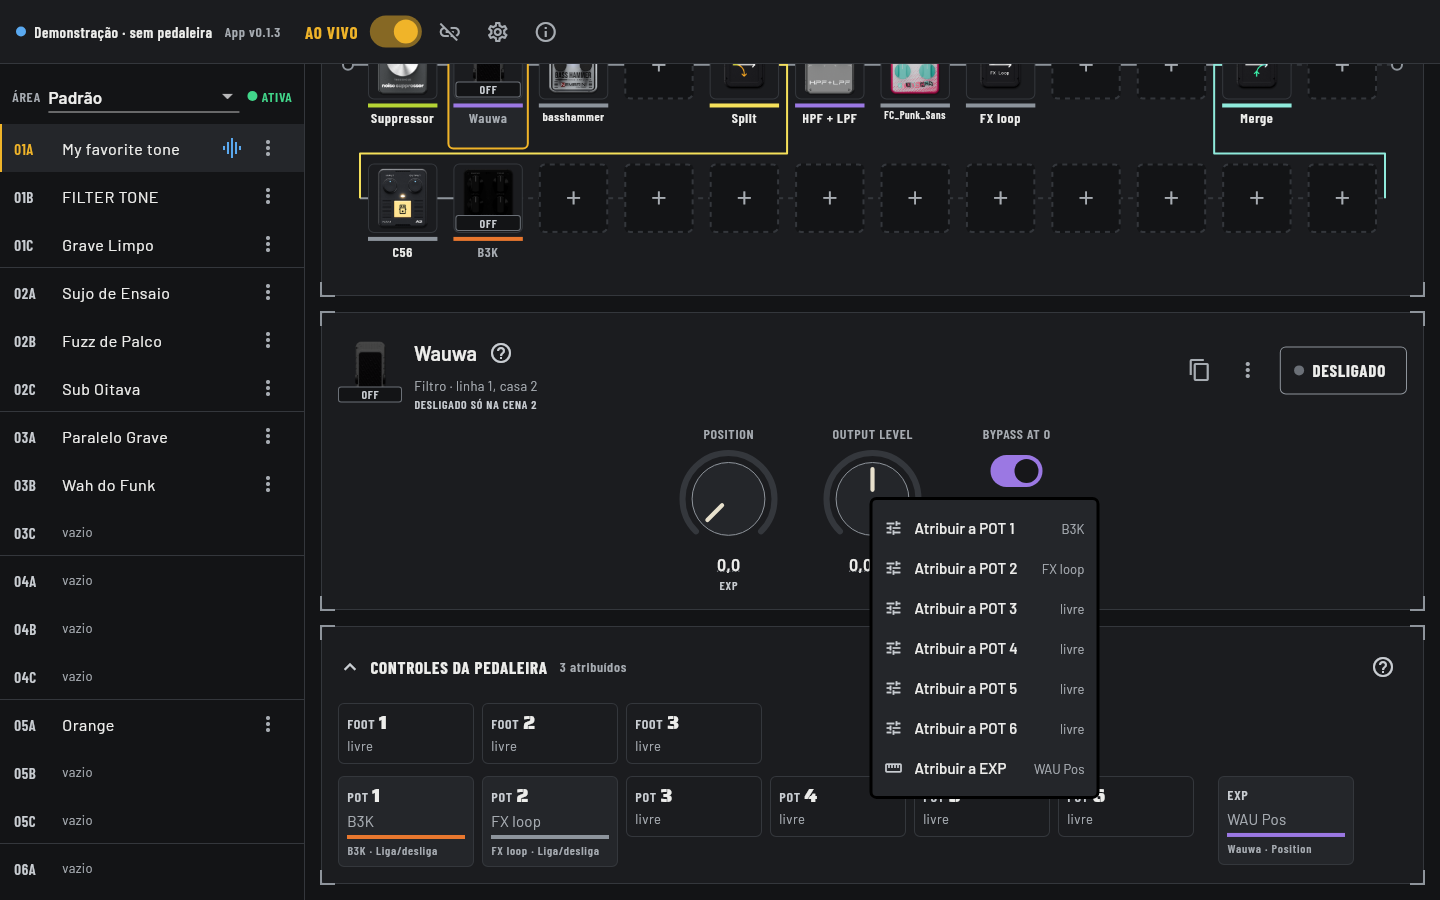 Demonstração · sem pedaleira
App v0.1.3
AO VIVO
ÁREA Padrão
ATIVA
01A My favorite tone
01B FILTER TONE
01C Grave Limpo
02A Sujo de Ensaio
02B Fuzz de Palco
02C Sub Oitava
03A Paralelo Grave
03B Wah do Funk
03C vazio
04A vazio
04B vazio
04C vazio
05A Orange
05B vazio
05C vazio
06A vazio
noise suppressor
OFF
BASS HAMMER
HPF+LPF
FX Loop
Suppressor
Wauwa
basshammer
Split
HPF + LPF
FC_Punk_Sans
FX loop
Merge
OFF
C56
B3K
OFF
Wauwa
Filtro · linha 1, casa 2
DESLIGADO SÓ NA CENA 2
DESLIGADO
POSITION
OUTPUT LEVEL
BYPASS AT 0
0,0
EXP
0,0
Atribuir a POT 1 B3K
Atribuir a POT 2 FX loop
Atribuir a POT 3 livre
Atribuir a POT 4 livre
Atribuir a POT 5 livre
Atribuir a POT 6 livre
Atribuir a EXP WAU Pos
CONTROLES DA PEDALEIRA 3 atribuídos
FOOT 1
livre
FOOT 2
livre
FOOT 3
livre
POT 1
B3K
B3K · Liga/desliga
POT 2
FX loop
FX loop · Liga/desliga
POT 3
livre
POT 4
livre
livre
livre
EXP
WAU Pos
Wauwa · Position